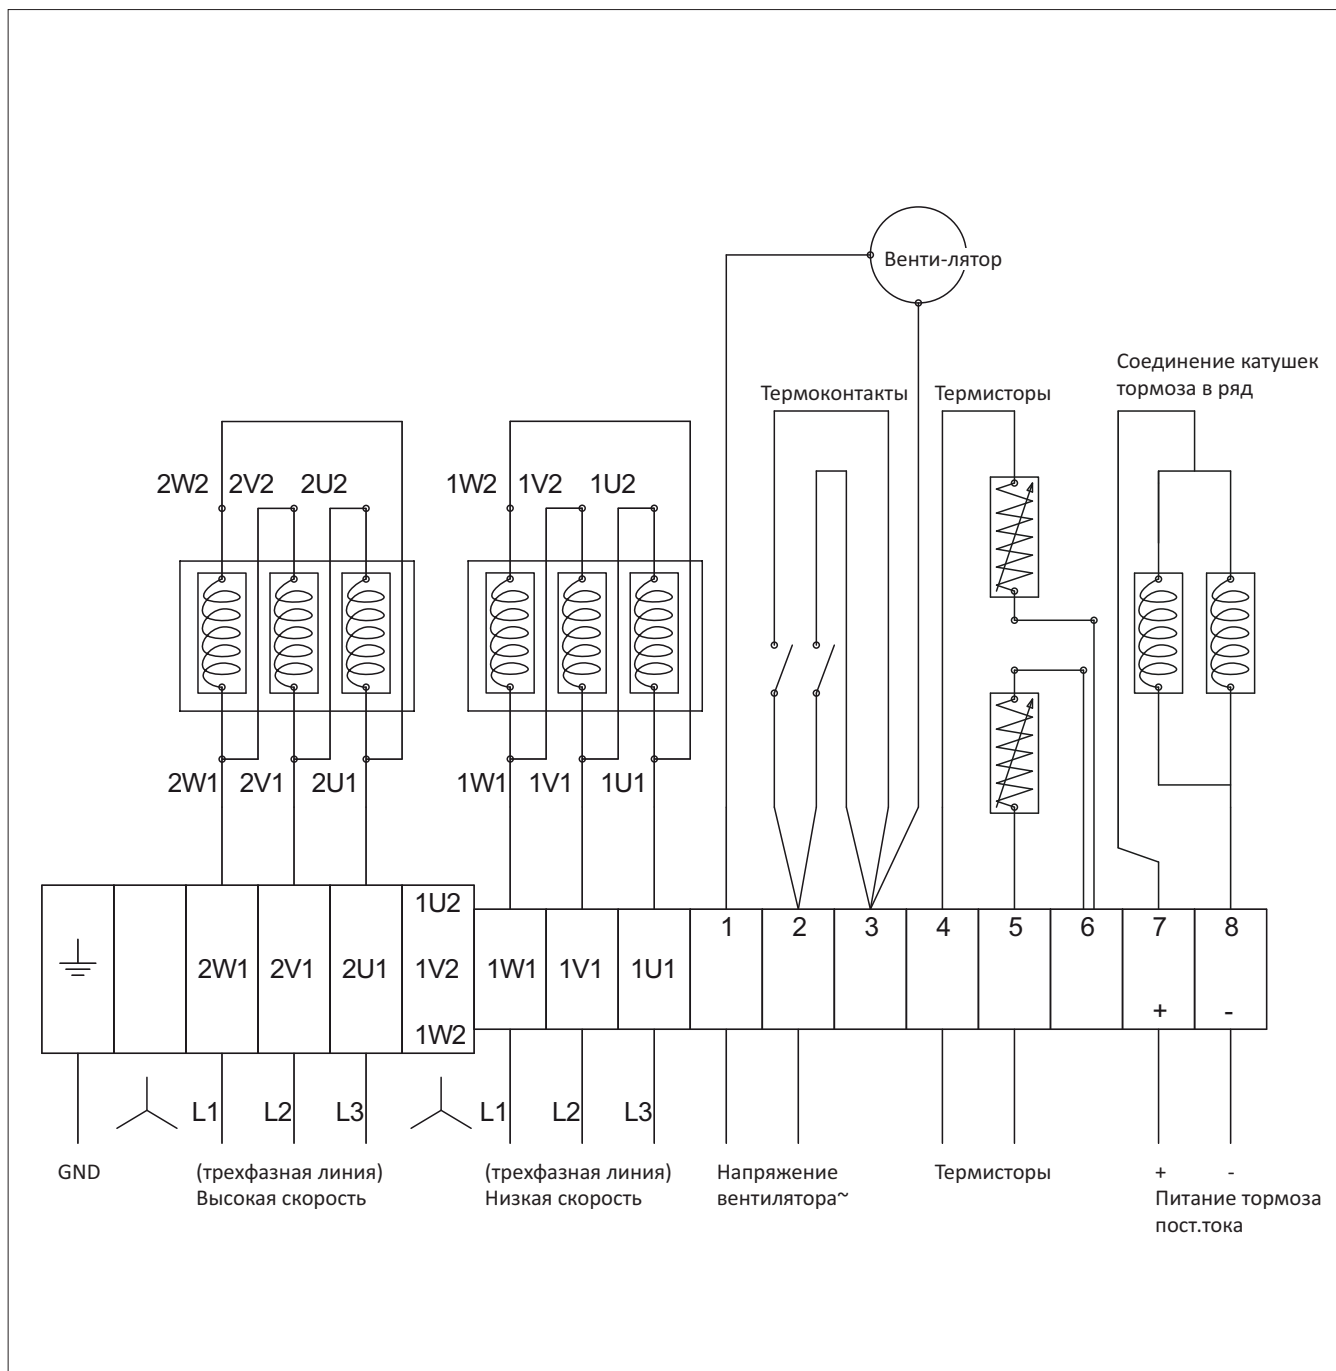 Венти-лятор
Соединение катушек
тормоза в ряд
Термоконтакты
Термисторы
2W2 2V2 2U2
1W2 1V2 1U2
2W1 2V1 2U1
1W1 1V1 1U1
1U2
1 2 3 4 5 6 7 8
2W1 2V1 2U1 1V2 1W1 1V1 1U1
+ -
1W2
L1 L2 L3 L1 L2 L3
GND
(трехфазная линия)
Высокая скорость
(трехфазная линия)
Низкая скорость
Напряжение
вентилятора~
Термисторы
+ -
Питание тормоза
пост.тока